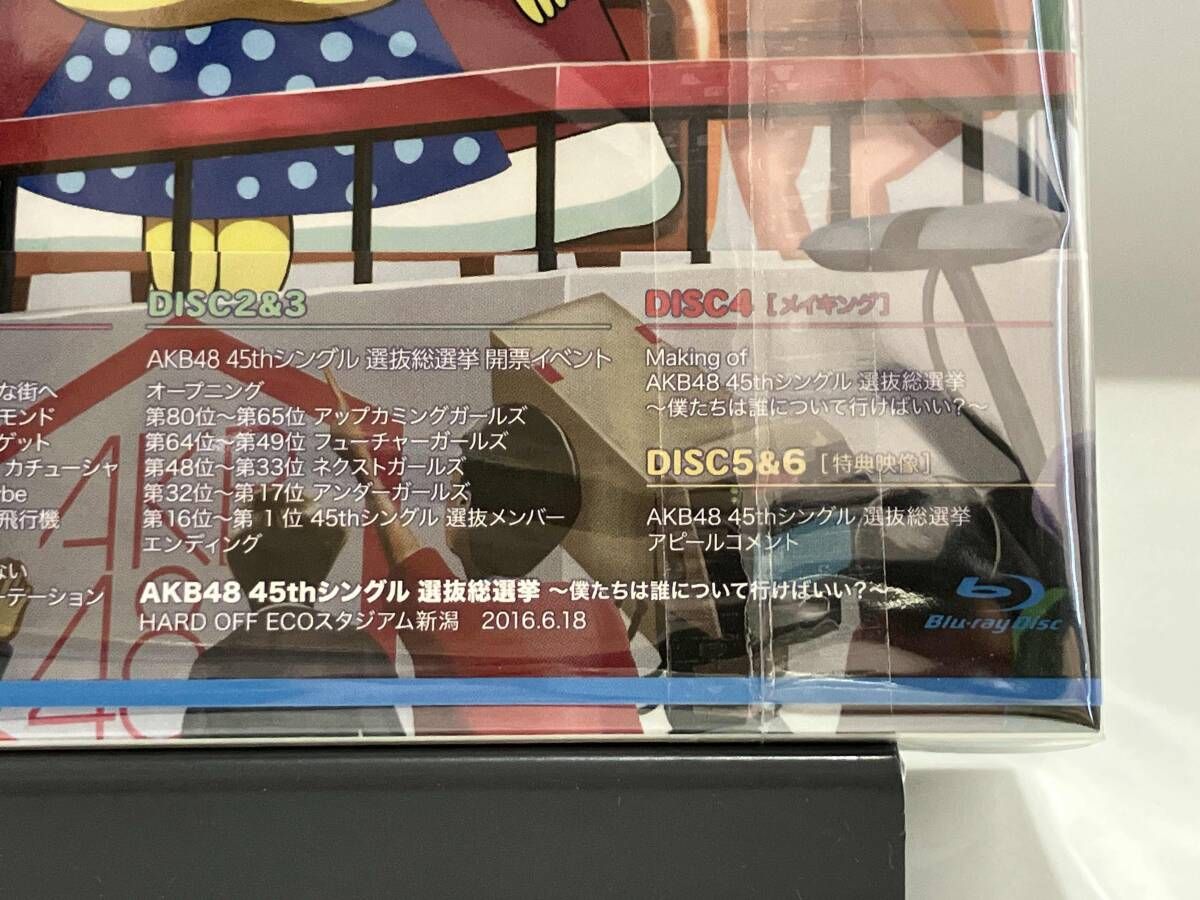 な街へ
モンド
ゲット
カチューシャ
ybe
飛行機
ない
ーテーション
DISC2&3
AKB48 45thシングル 選抜総選挙 開票イベント
オープニング
第80位〜第65位 アップカミングガールズ
第64位〜第49位 フューチャーガールズ
第48位〜第33位 ネクストガールズ
第32位〜第17位 アンダーガールズ
第16位〜第 1 位 45thシングル 選抜メンバー
エンディング
DISC4 [メイキング]
Making of
AKB48 45thシングル 選抜総選挙
〜僕たちは誰について行けばいい?〜
DISC5&6 [特典映像]
AKB48 45thシングル 選抜総選挙
アピールコメント
AKB48 45thシングル 選抜総選挙 〜僕たちは誰について行けばいい?〜
HARD OFF ECOスタジアム新潟 2016.6.18
Blu-ray Disc
AKB
48